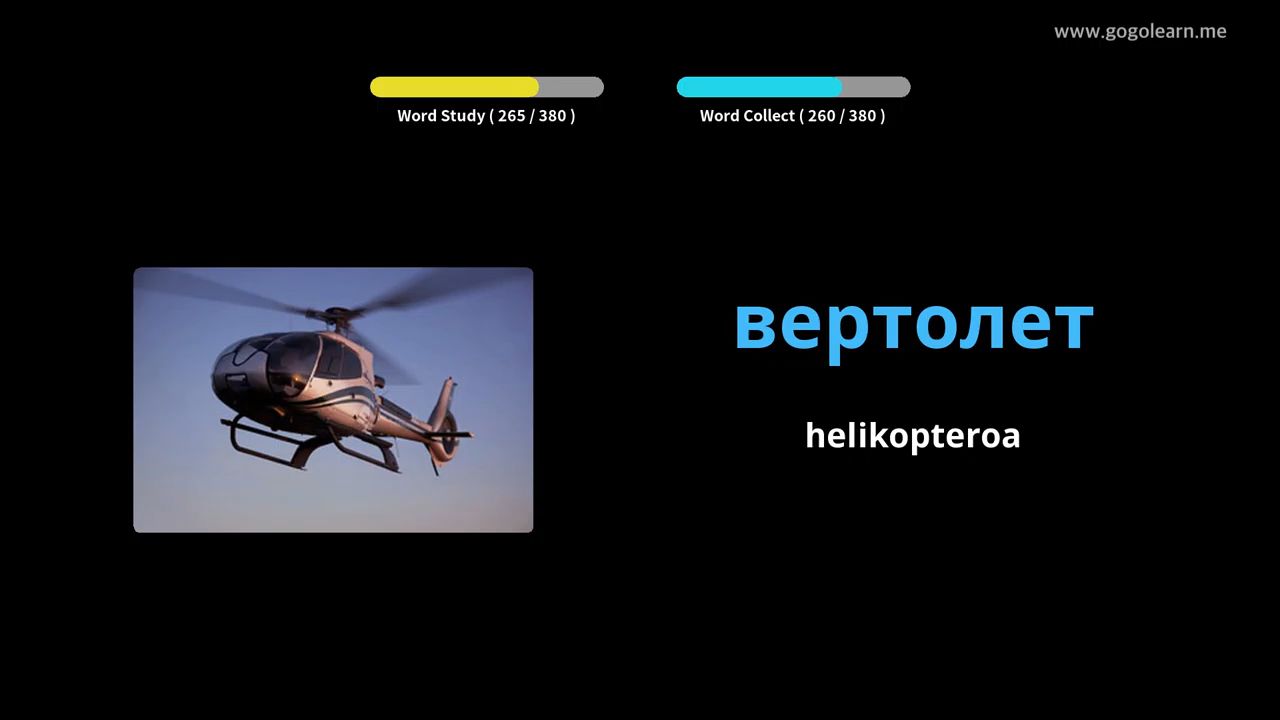 www.gogolearn.me
Word Study ( 265 / 380 )
Word Collect ( 260 / 380 )
вертолет
helikopteroa